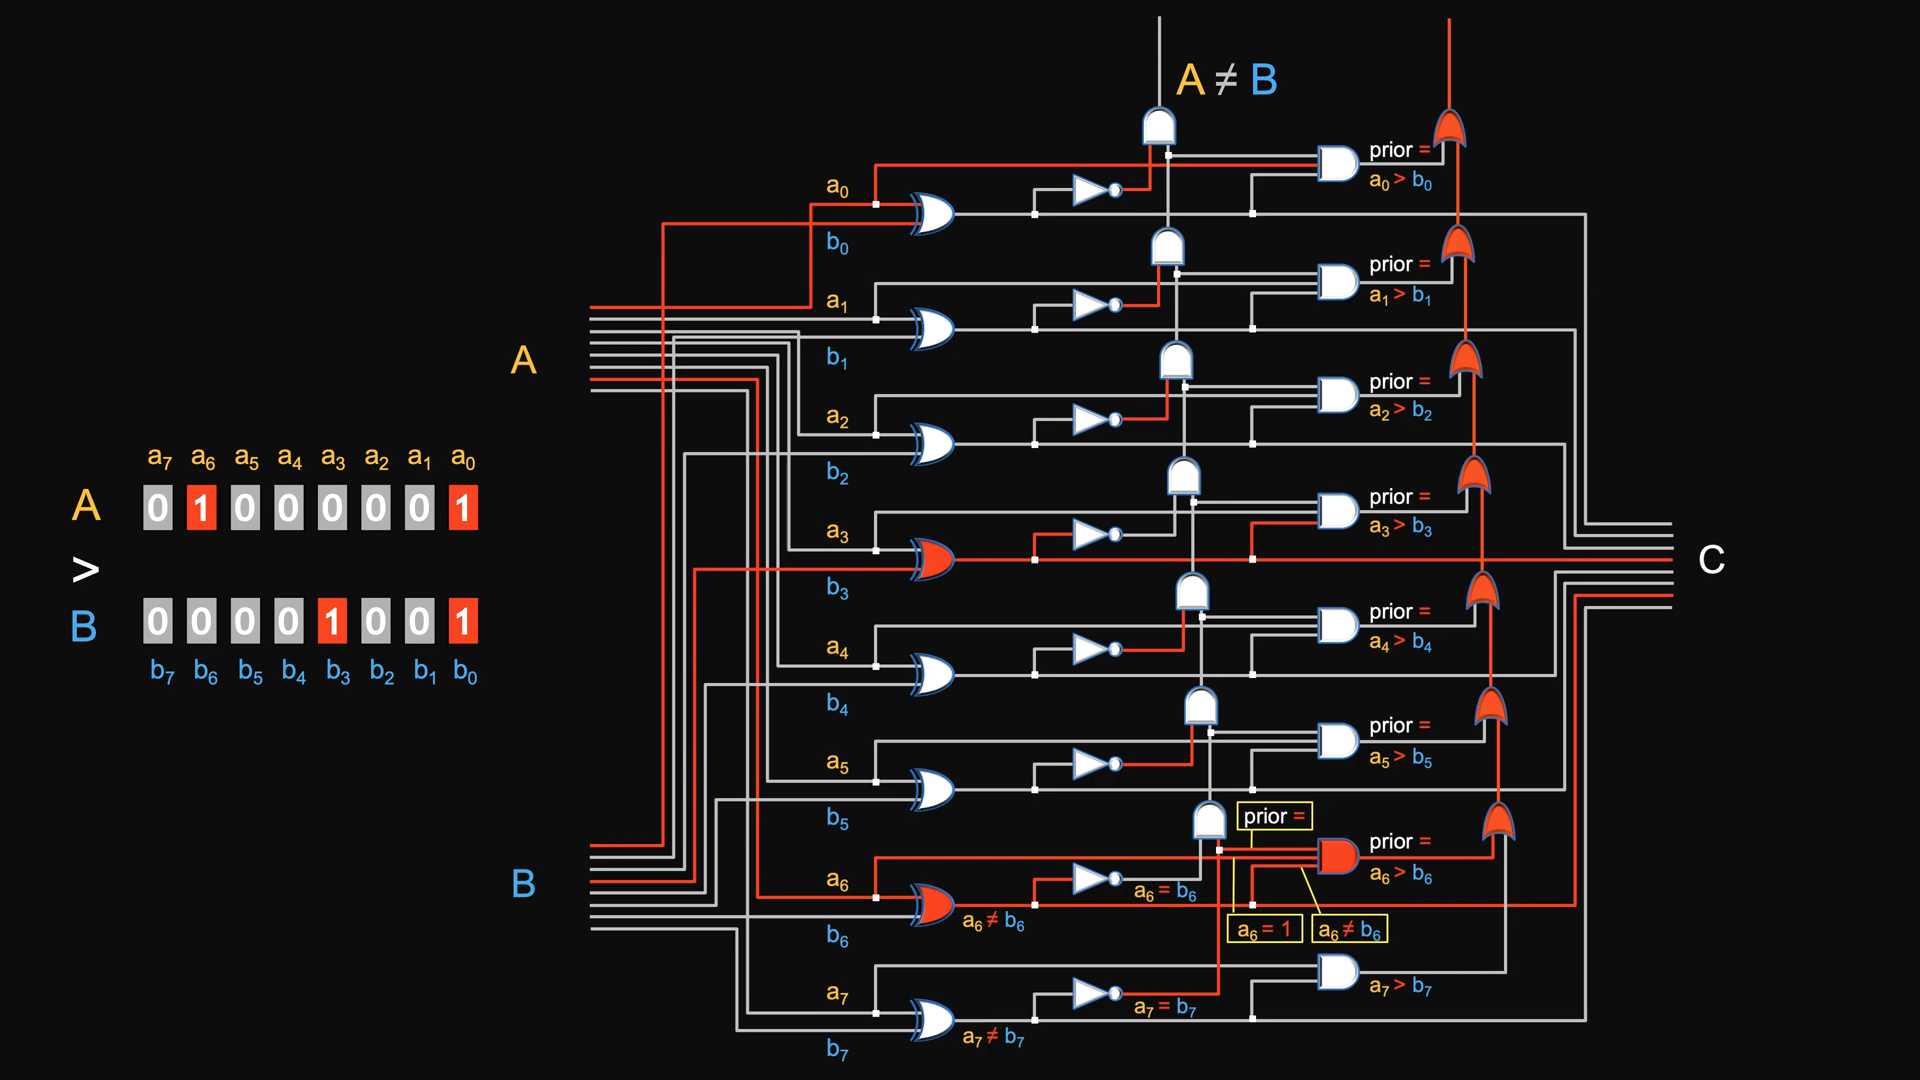 A ≠ B
prior =
a0 > b0
a0
b0
prior =
a1 > b1
a1
b1
A
prior =
a2 > b2
a2
b2
a7 a6 a5 a4 a3 a2 a1 a0
A 0 1 0 0 0 0 0 1
>
B 0 0 0 0 1 0 0 1
b7 b6 b5 b4 b3 b2 b1 b0
prior =
a3 > b3
a3
b3
C
prior =
a4 > b4
a4
b4
prior =
a5 > b5
a5
b5
prior =
prior =
a6 > b6
B
a6
a6 = b6
a6 ≠ b6
a6 = 1
a6 ≠ b6
b6
a7 > b7
a7
a7 = b7
a7 ≠ b7
b7